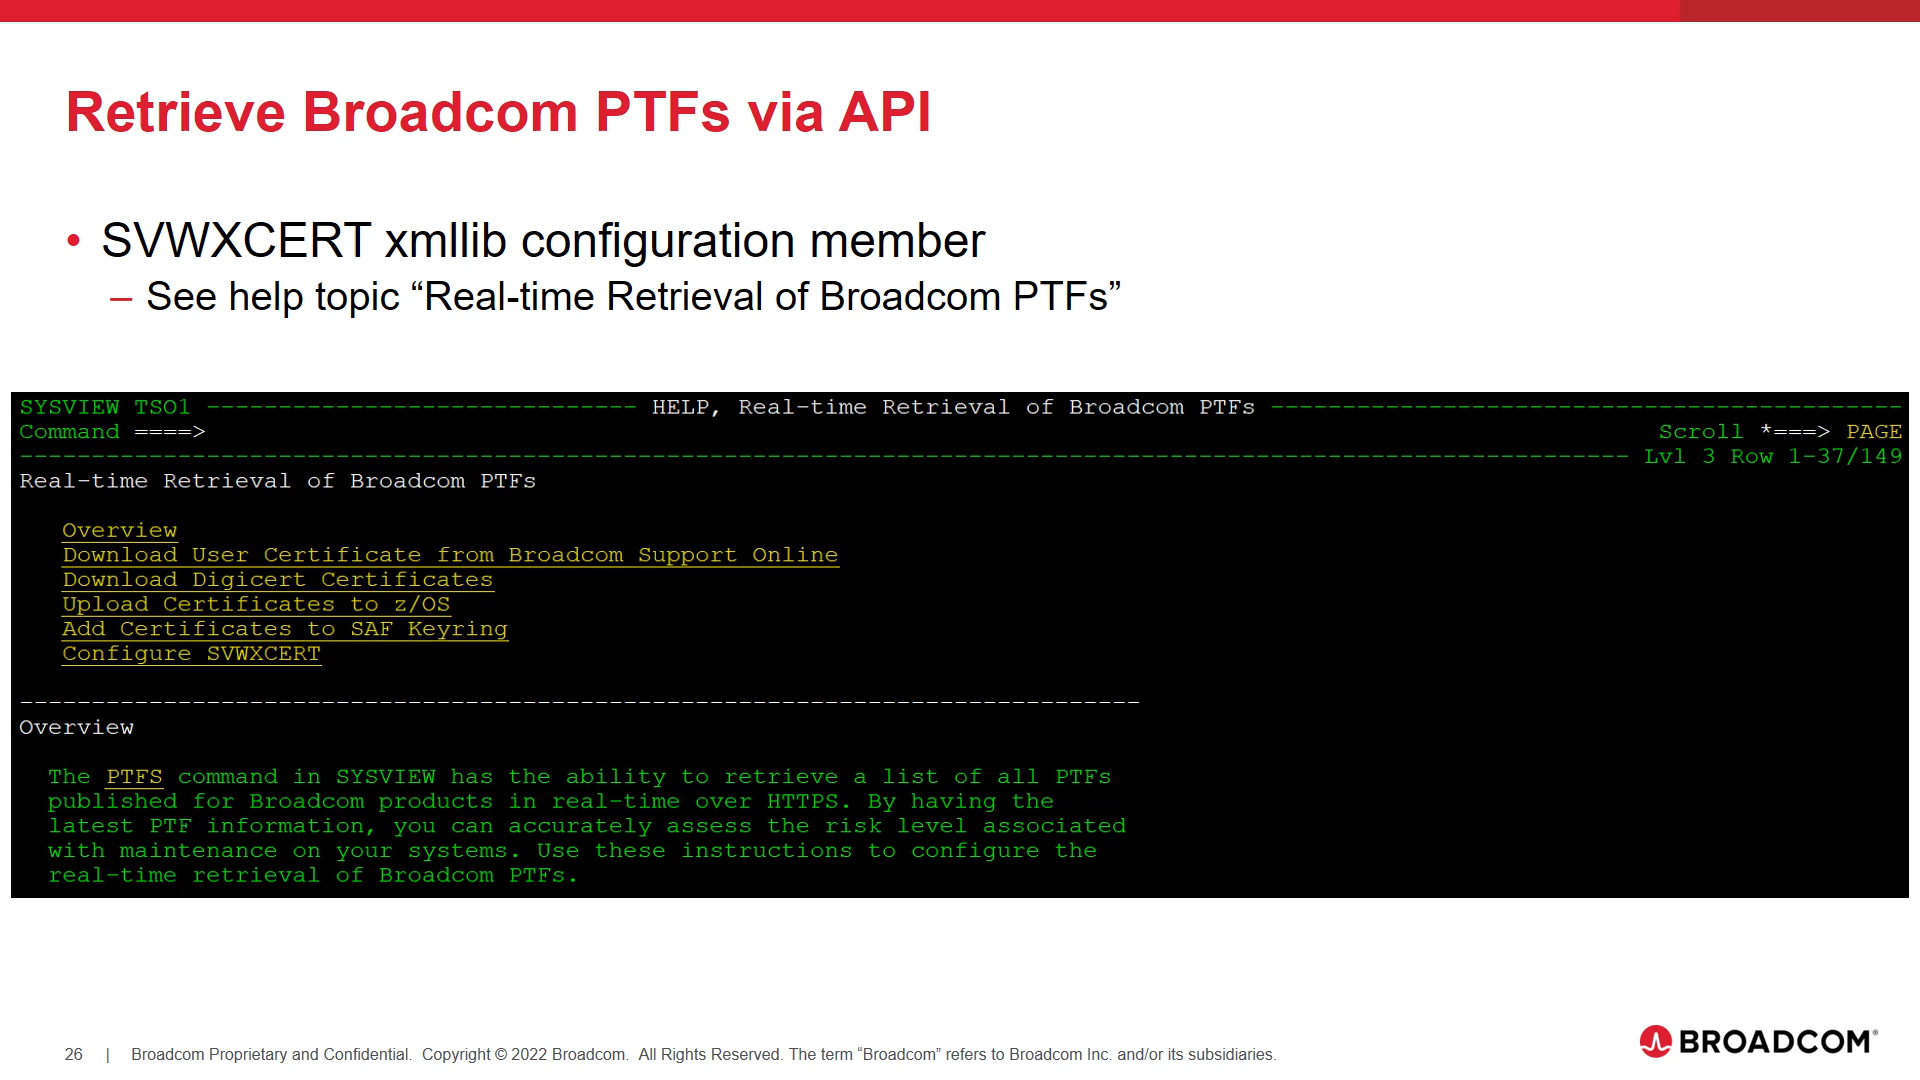 Retrieve Broadcom PTFs via API
• SVWXCERT xmllib configuration member
– See help topic “Real-time Retrieval of Broadcom PTFs”
SYSVIEW TSO1 ------------------------------ HELP, Real-time Retrieval of Broadcom PTFs --------------------------------------------
Command ====> Scroll *===> PAGE
---------------------------------------------------------------------------------------------------------------- Lvl 3 Row 1-37/149
Real-time Retrieval of Broadcom PTFs
Overview
Download User Certificate from Broadcom Support Online
Download Digicert Certificates
Upload Certificates to z/OS
Add Certificates to SAF Keyring
Configure SVWXCERT
------------------------------------------------------------------------------
Overview
The PTFS command in SYSVIEW has the ability to retrieve a list of all PTFs
published for Broadcom products in real-time over HTTPS. By having the
latest PTF information, you can accurately assess the risk level associated
with maintenance on your systems. Use these instructions to configure the
real-time retrieval of Broadcom PTFs.
26 | Broadcom Proprietary and Confidential. Copyright © 2022 Broadcom. All Rights Reserved. The term “Broadcom” refers to Broadcom Inc. and/or its subsidiaries.
BROADCOM®